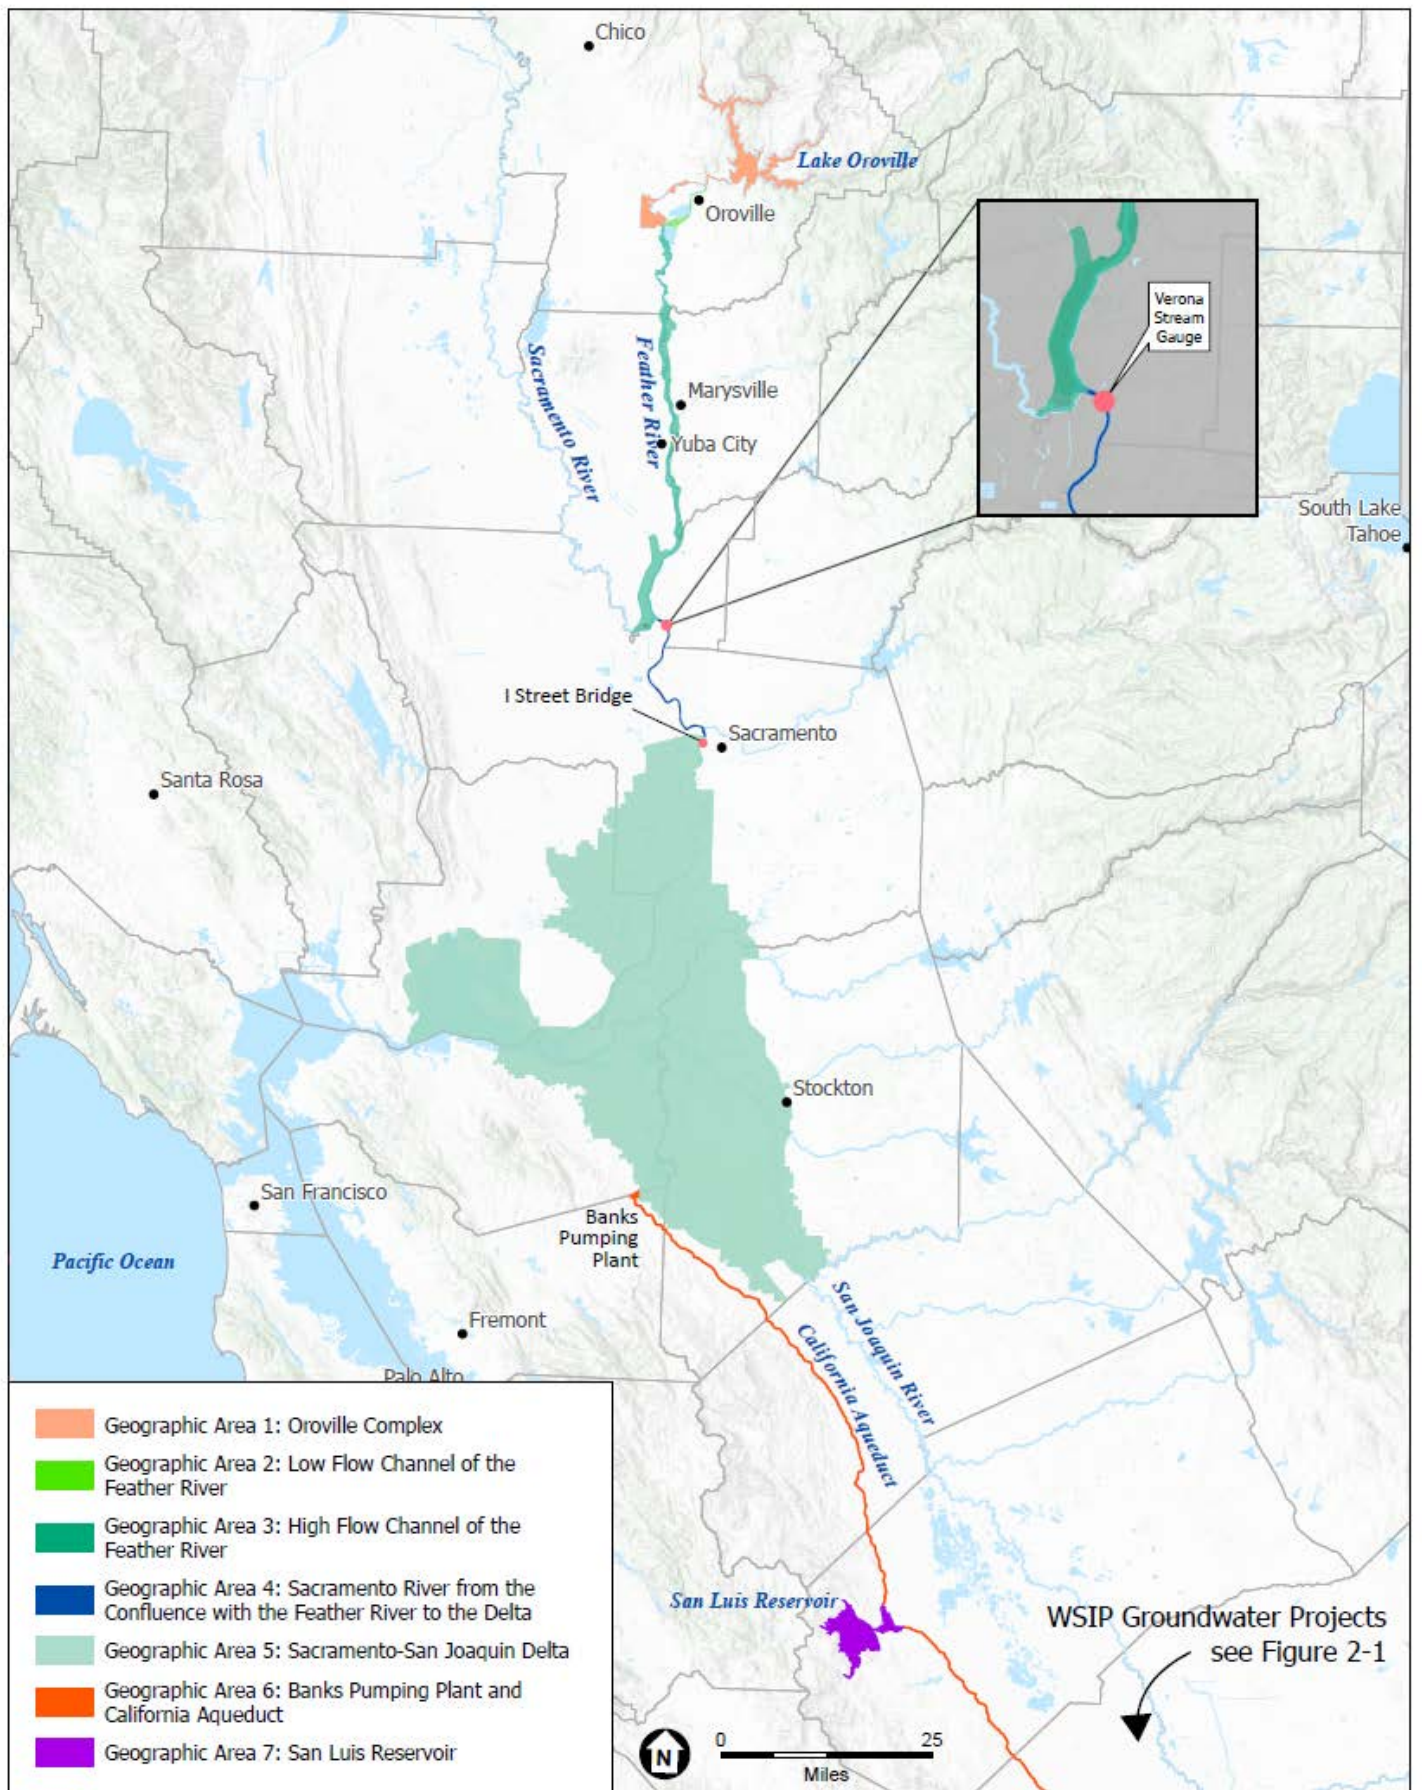 Chico
Lake Oroville
Oroville
Verona
Stream
Gauge
Sacramento River
Feather River
Marysville
Yuba City
South Lake
Tahoe
I Street Bridge
Sacramento
Santa Rosa
Stockton
San Francisco
Banks
Pumping
Plant
Pacific Ocean
San Joaquin River
California Aqueduct
Fremont
Palo Alto
Geographic Area 1: Oroville Complex
Geographic Area 2: Low Flow Channel of the
Feather River
Geographic Area 3: High Flow Channel of the
Feather River
Geographic Area 4: Sacramento River from the
Confluence with the Feather River to the Delta
Geographic Area 5: Sacramento-San Joaquin Delta
Geographic Area 6: Banks Pumping Plant and
California Aqueduct
Geographic Area 7: San Luis Reservoir
San Luis Reservoir
WSIP Groundwater Projects
see Figure 2-1
N
0 25
Miles